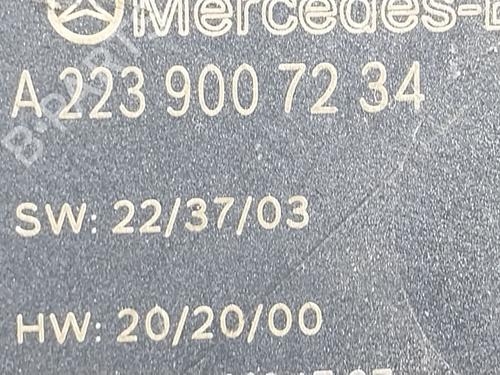 Mercedes-B
A 223 900 72 34
SW: 22/37/03
HW: 20/20/00